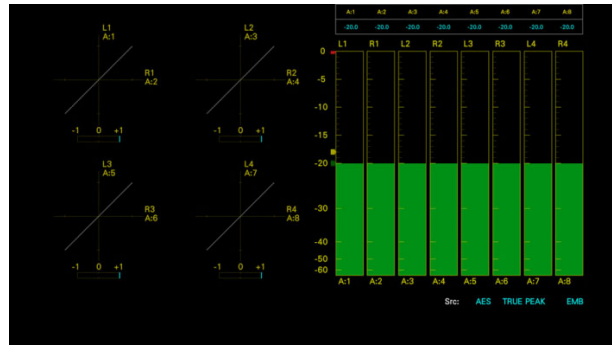 L1
A:1
R1
A:2
-1 0 +1
L2
A:3
R2
A:4
-1 0 +1
L3
A:5
R3
A:6
-1 0 +1
L4
A:7
R4
A:8
-1 0 +1
A:1 A:2 A:3 A:4 A:5 A:6 A:7 A:8
-20.0 -20.0 -20.0 -20.0 -20.0 -20.0 -20.0 -20.0
L1 R1 L2 R2 L3 R3 L4 R4
0
-5
-10
-15
-20
-30
-40
-50
-60
A:1 A:2 A:3 A:4 A:5 A:6 A:7 A:8
Src: AES TRUE PEAK EMB